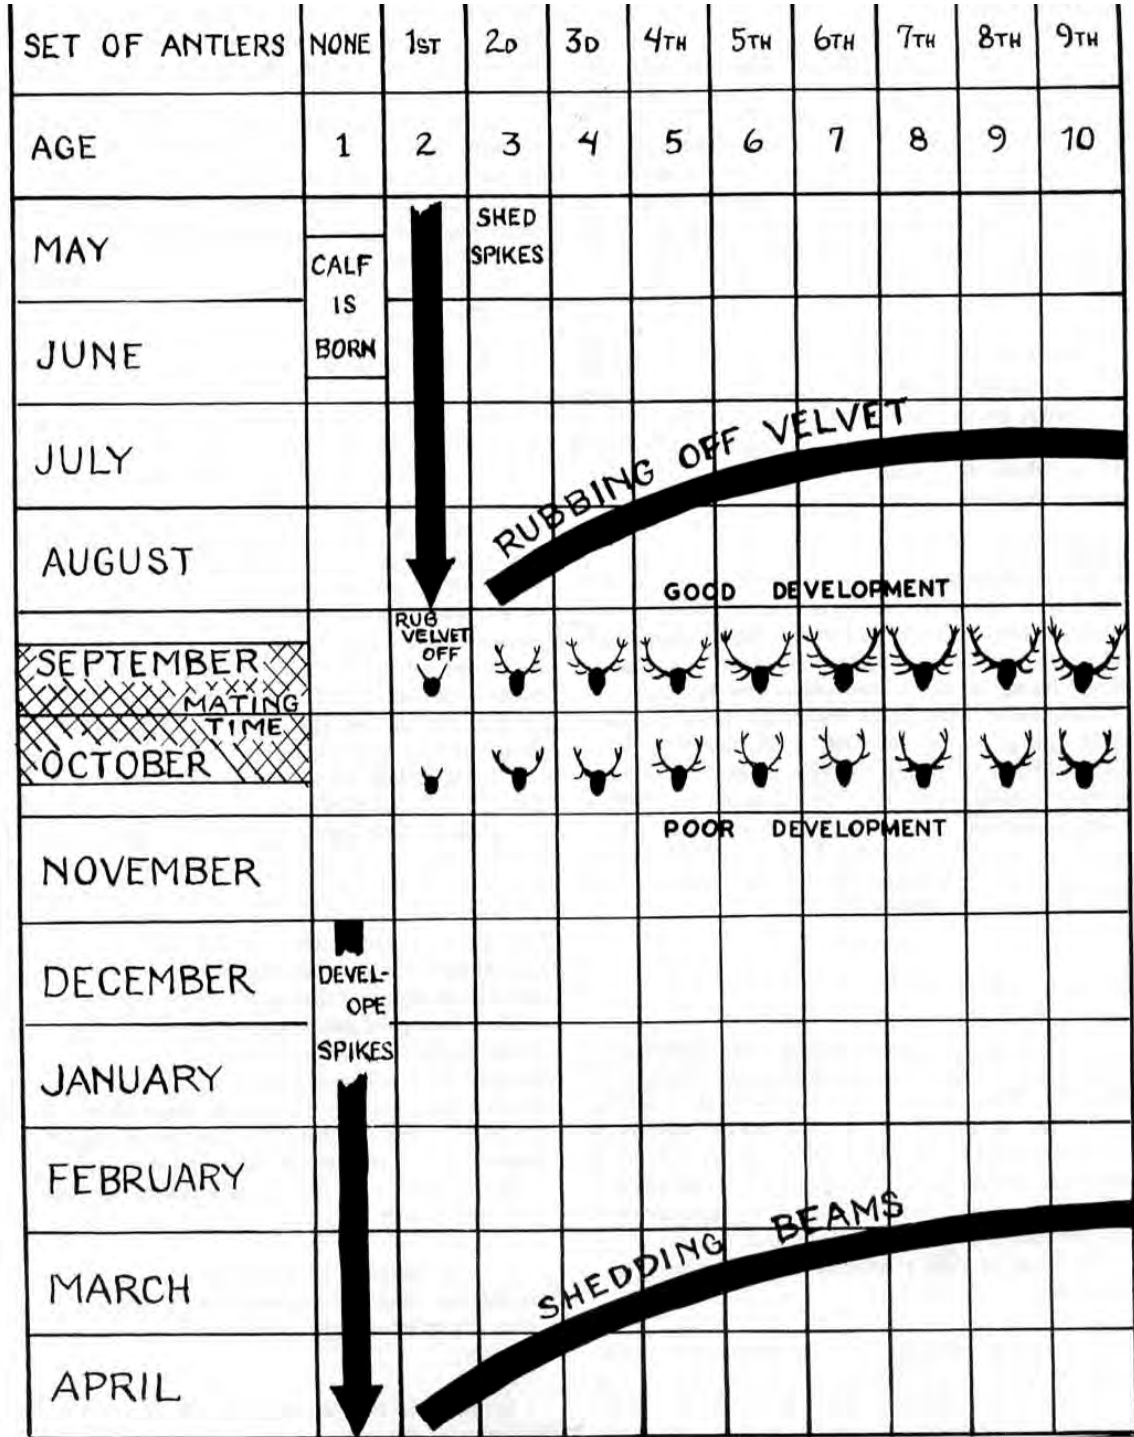 SET OF ANTLERS NONE 1ST 2D 3D 4TH 5TH 6TH 7TH 8TH 9TH
AGE 1 2 3 4 5 6 7 8 9 10
MAY
SHED
SPIKES
CALF
IS
BORN
JUNE
JULY
RUBBING OFF VELVET
AUGUST
GOOD DEVELOPMENT
RUB
VELVET
OFF
SEPTEMBER
MATING
TIME
OCTOBER
POOR DEVELOPMENT
NOVEMBER
DECEMBER
DEVEL-
OPE
SPIKES
JANUARY
FEBRUARY
SHEDDING BEAMS
MARCH
APRIL